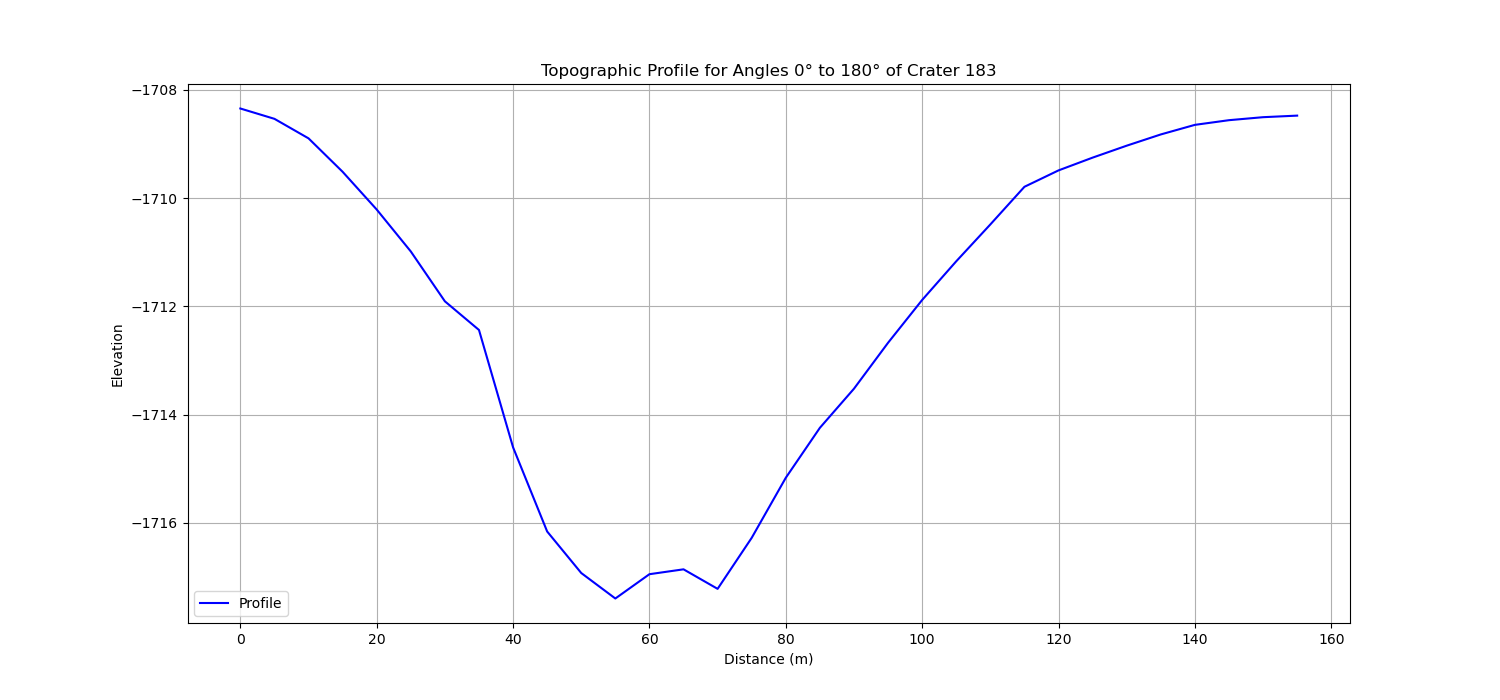 Topographic Profile for Angles 0° to 180° of Crater 183
−1708
−1710
−1712
−1714
−1716
Elevation
Profile
0 20 40 60 80 100 120 140 160
Distance (m)